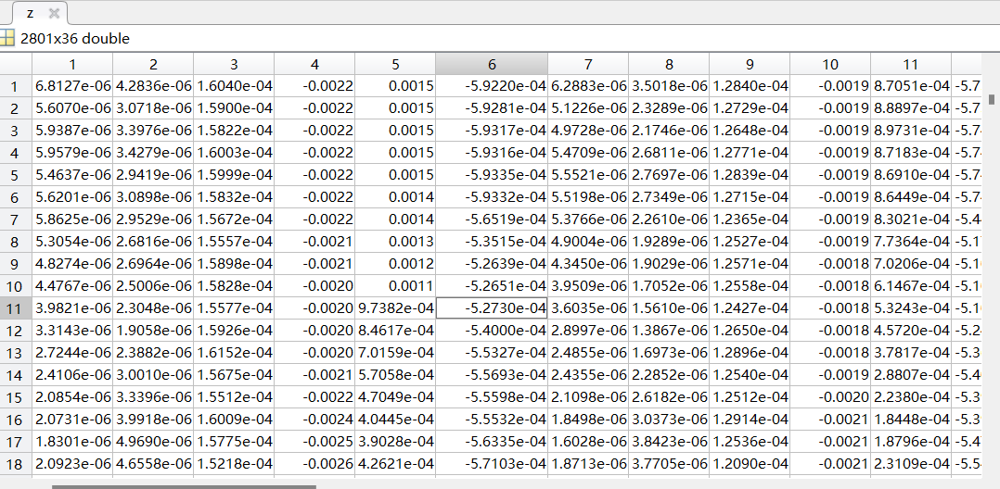 z
2801x36 double
1 2 3 4 5 6 7 8 9 10 11
1 6.8127e-06 4.2836e-06 1.6040e-04 -0.0022 0.0015 -5.9220e-04 6.2883e-06 3.5018e-06 1.2840e-04 -0.0019 8.7051e-04 -5.7
2 5.6070e-06 3.0718e-06 1.5900e-04 -0.0022 0.0015 -5.9281e-04 5.1226e-06 2.3289e-06 1.2729e-04 -0.0019 8.8897e-04 -5.7
3 5.9387e-06 3.3976e-06 1.5822e-04 -0.0022 0.0015 -5.9317e-04 4.9728e-06 2.1746e-06 1.2648e-04 -0.0019 8.9731e-04 -5.7
4 5.9579e-06 3.4279e-06 1.6003e-04 -0.0022 0.0015 -5.9316e-04 5.4709e-06 2.6811e-06 1.2771e-04 -0.0019 8.7183e-04 -5.7
5 5.4637e-06 2.9419e-06 1.5999e-04 -0.0022 0.0015 -5.9335e-04 5.5521e-06 2.7697e-06 1.2839e-04 -0.0019 8.6910e-04 -5.7
6 5.6201e-06 3.0898e-06 1.5832e-04 -0.0022 0.0014 -5.9332e-04 5.5198e-06 2.7349e-06 1.2715e-04 -0.0019 8.6449e-04 -5.7
7 5.8625e-06 2.9529e-06 1.5672e-04 -0.0022 0.0014 -5.6519e-04 5.3766e-06 2.2610e-06 1.2365e-04 -0.0019 8.3021e-04 -5.4
8 5.3054e-06 2.6816e-06 1.5557e-04 -0.0021 0.0013 -5.3515e-04 4.9004e-06 1.9289e-06 1.2527e-04 -0.0019 7.7364e-04 -5.1
9 4.8274e-06 2.6964e-06 1.5898e-04 -0.0021 0.0012 -5.2639e-04 4.3450e-06 1.9029e-06 1.2571e-04 -0.0018 7.0206e-04 -5.1
10 4.4767e-06 2.5006e-06 1.5828e-04 -0.0020 0.0011 -5.2651e-04 3.9509e-06 1.7052e-06 1.2558e-04 -0.0018 6.1467e-04 -5.1
11 3.9821e-06 2.3048e-06 1.5577e-04 -0.0020 9.7382e-04 -5.2730e-04 3.6035e-06 1.5610e-06 1.2427e-04 -0.0018 5.3243e-04 -5.1
12 3.3143e-06 1.9058e-06 1.5926e-04 -0.0020 8.4617e-04 -5.4000e-04 2.8997e-06 1.3867e-06 1.2650e-04 -0.0018 4.5720e-04 -5.2
13 2.7244e-06 2.3882e-06 1.6152e-04 -0.0020 7.0159e-04 -5.5327e-04 2.4855e-06 1.6973e-06 1.2896e-04 -0.0018 3.7817e-04 -5.3
14 2.4106e-06 3.0010e-06 1.5675e-04 -0.0021 5.7058e-04 -5.5693e-04 2.4355e-06 2.2852e-06 1.2540e-04 -0.0019 2.8807e-04 -5.4
15 2.0854e-06 3.3396e-06 1.5512e-04 -0.0022 4.7049e-04 -5.5598e-04 2.1098e-06 2.6182e-06 1.2512e-04 -0.0020 2.2380e-04 -5.3
16 2.0731e-06 3.9918e-06 1.6009e-04 -0.0024 4.0445e-04 -5.5532e-04 1.8498e-06 3.0373e-06 1.2914e-04 -0.0021 1.8448e-04 -5.3
17 1.8301e-06 4.9690e-06 1.5775e-04 -0.0025 3.9028e-04 -5.6335e-04 1.6028e-06 3.8423e-06 1.2536e-04 -0.0021 1.8796e-04 -5.4
18 2.0923e-06 4.6558e-06 1.5218e-04 -0.0026 4.2621e-04 -5.7103e-04 1.8713e-06 3.7705e-06 1.2090e-04 -0.0021 2.3109e-04 -5.5